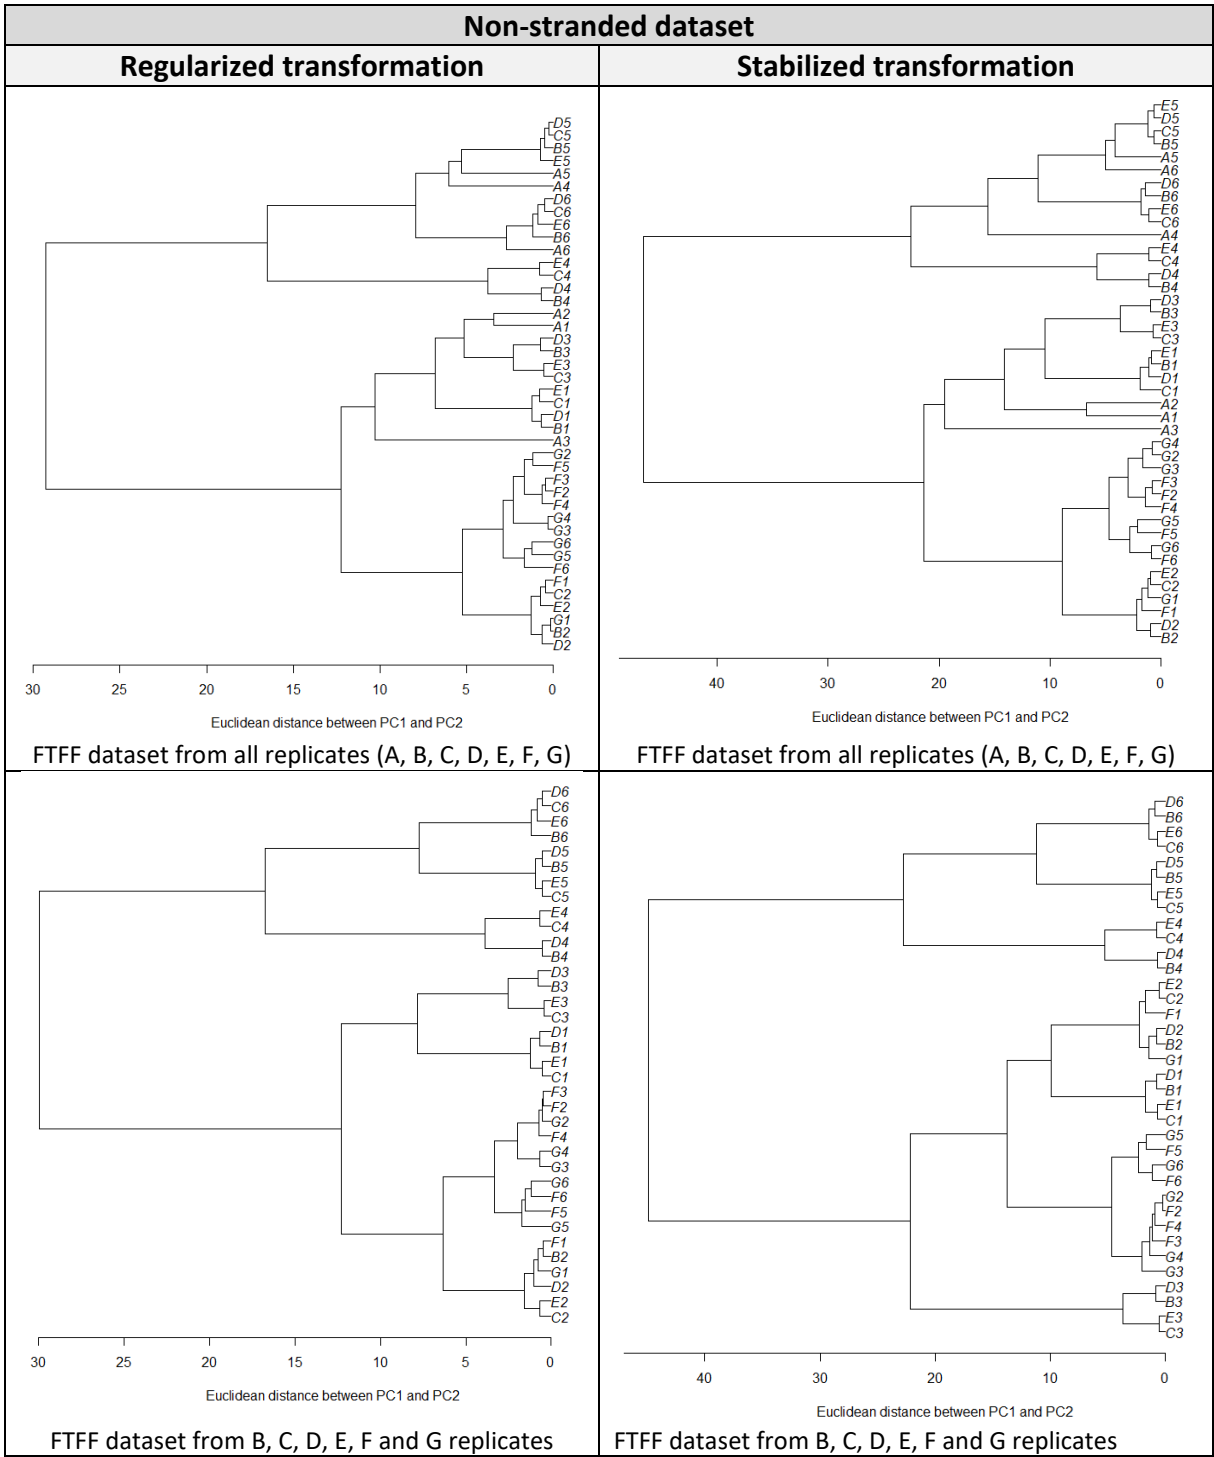 Non-stranded dataset
Regularized transformation
Stabilized transformation
D5
C5
B5
E5
A5
A4
D6
C6
E6
B6
A6
E4
C4
D4
B4
A2
A1
D3
B3
E3
C3
E1
C1
D1
B1
A3
G2
F5
F3
F2
F4
G4
G3
G6
G5
F6
F1
C2
E2
G1
B2
D2
30 25 20 15 10 5 0
Euclidean distance between PC1 and PC2
FTFF dataset from all replicates (A, B, C, D, E, F, G)
E5
D5
C5
B5
A5
A6
D6
B6
E6
C6
A4
E4
C4
D4
B4
D3
B3
E3
C3
E1
B1
D1
C1
A2
A1
A3
G4
G2
G3
F3
F2
F4
G5
F5
G6
F6
E2
C2
G1
F1
D2
B2
40 30 20 10 0
Euclidean distance between PC1 and PC2
FTFF dataset from all replicates (A, B, C, D, E, F, G)
D6
C6
E6
B6
D5
B5
E5
C5
E4
C4
D4
B4
D3
B3
E3
C3
D1
B1
E1
C1
F3
F2
G2
F4
G4
G3
G6
F6
F5
G5
F1
B2
G1
D2
E2
C2
30 25 20 15 10 5 0
Euclidean distance between PC1 and PC2
FTFF dataset from B, C, D, E, F and G replicates
D6
B6
E6
C6
D5
B5
E5
C5
E4
C4
D4
B4
E2
C2
F1
D2
B2
G1
D1
B1
E1
C1
G5
F5
G6
F6
G2
F2
F4
F3
G4
G3
D3
B3
E3
C3
40 30 20 10 0
Euclidean distance between PC1 and PC2
FTFF dataset from B, C, D, E, F and G replicates